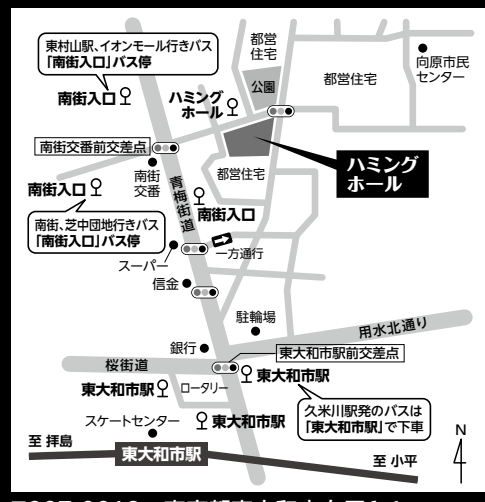 東村山駅、イオンモール行きバス
「南街入口」バス停
都営
住宅
向原市民
センター
公園
都営住宅
南街入口
ハミング
ホール
南街交番前交差点
南街
交番
都営住宅
ハミング
ホール
南街入口
青梅街道
南街入口
南街、芝中団地行きバス
「南街入口」バス停
スーパー
一方通行
信金
駐輪場
用水北通り
銀行
東大和市駅前交差点
桜街道
東大和市駅
ロータリー
東大和市駅
久米川駅発のバスは
「東大和市駅」で下車
スケートセンター
東大和市駅
N
至 拝島
東大和市駅
至 小平